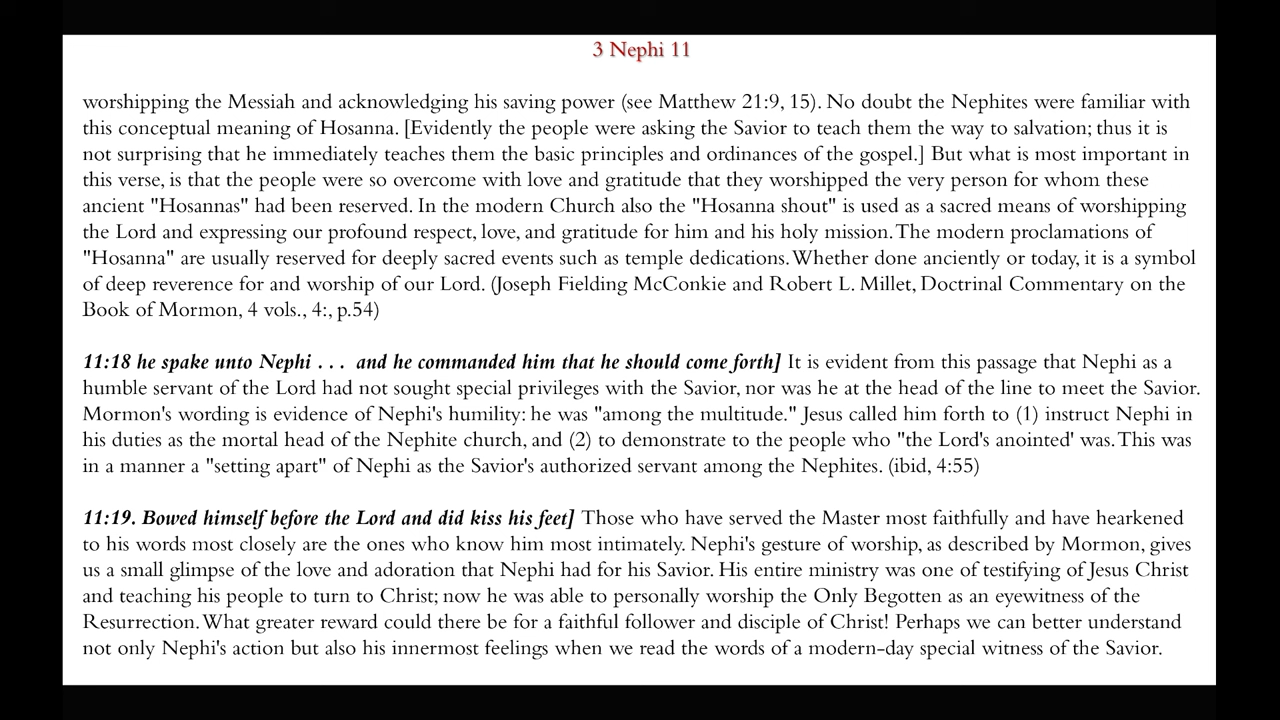 3 Nephi 11
worshipping the Messiah and acknowledging his saving power (see Matthew 21:9, 15). No doubt the Nephites were familiar with
this conceptual meaning of Hosanna. [Evidently the people were asking the Savior to teach them the way to salvation; thus it is
not surprising that he immediately teaches them the basic principles and ordinances of the gospel.] But what is most important in
this verse, is that the people were so overcome with love and gratitude that they worshipped the very person for whom these
ancient "Hosannas" had been reserved. In the modern Church also the "Hosanna shout" is used as a sacred means of worshipping
the Lord and expressing our profound respect, love, and gratitude for him and his holy mission. The modern proclamations of
"Hosanna" are usually reserved for deeply sacred events such as temple dedications. Whether done anciently or today, it is a symbol
of deep reverence for and worship of our Lord. (Joseph Fielding McConkie and Robert L. Millet, Doctrinal Commentary on the
Book of Mormon, 4 vols., 4:, p.54)
11:18 he spake unto Nephi . . . and he commanded him that he should come forth] It is evident from this passage that Nephi as a
humble servant of the Lord had not sought special privileges with the Savior, nor was he at the head of the line to meet the Savior.
Mormon's wording is evidence of Nephi's humility: he was "among the multitude." Jesus called him forth to (1) instruct Nephi in
his duties as the mortal head of the Nephite church, and (2) to demonstrate to the people who "the Lord's anointed' was. This was
in a manner a "setting apart" of Nephi as the Savior's authorized servant among the Nephites. (ibid, 4:55)
11:19. Bowed himself before the Lord and did kiss his feet] Those who have served the Master most faithfully and have hearkened
to his words most closely are the ones who know him most intimately. Nephi's gesture of worship, as described by Mormon, gives
us a small glimpse of the love and adoration that Nephi had for his Savior. His entire ministry was one of testifying of Jesus Christ
and teaching his people to turn to Christ; now he was able to personally worship the Only Begotten as an eyewitness of the
Resurrection. What greater reward could there be for a faithful follower and disciple of Christ! Perhaps we can better understand
not only Nephi's action but also his innermost feelings when we read the words of a modern-day special witness of the Savior.